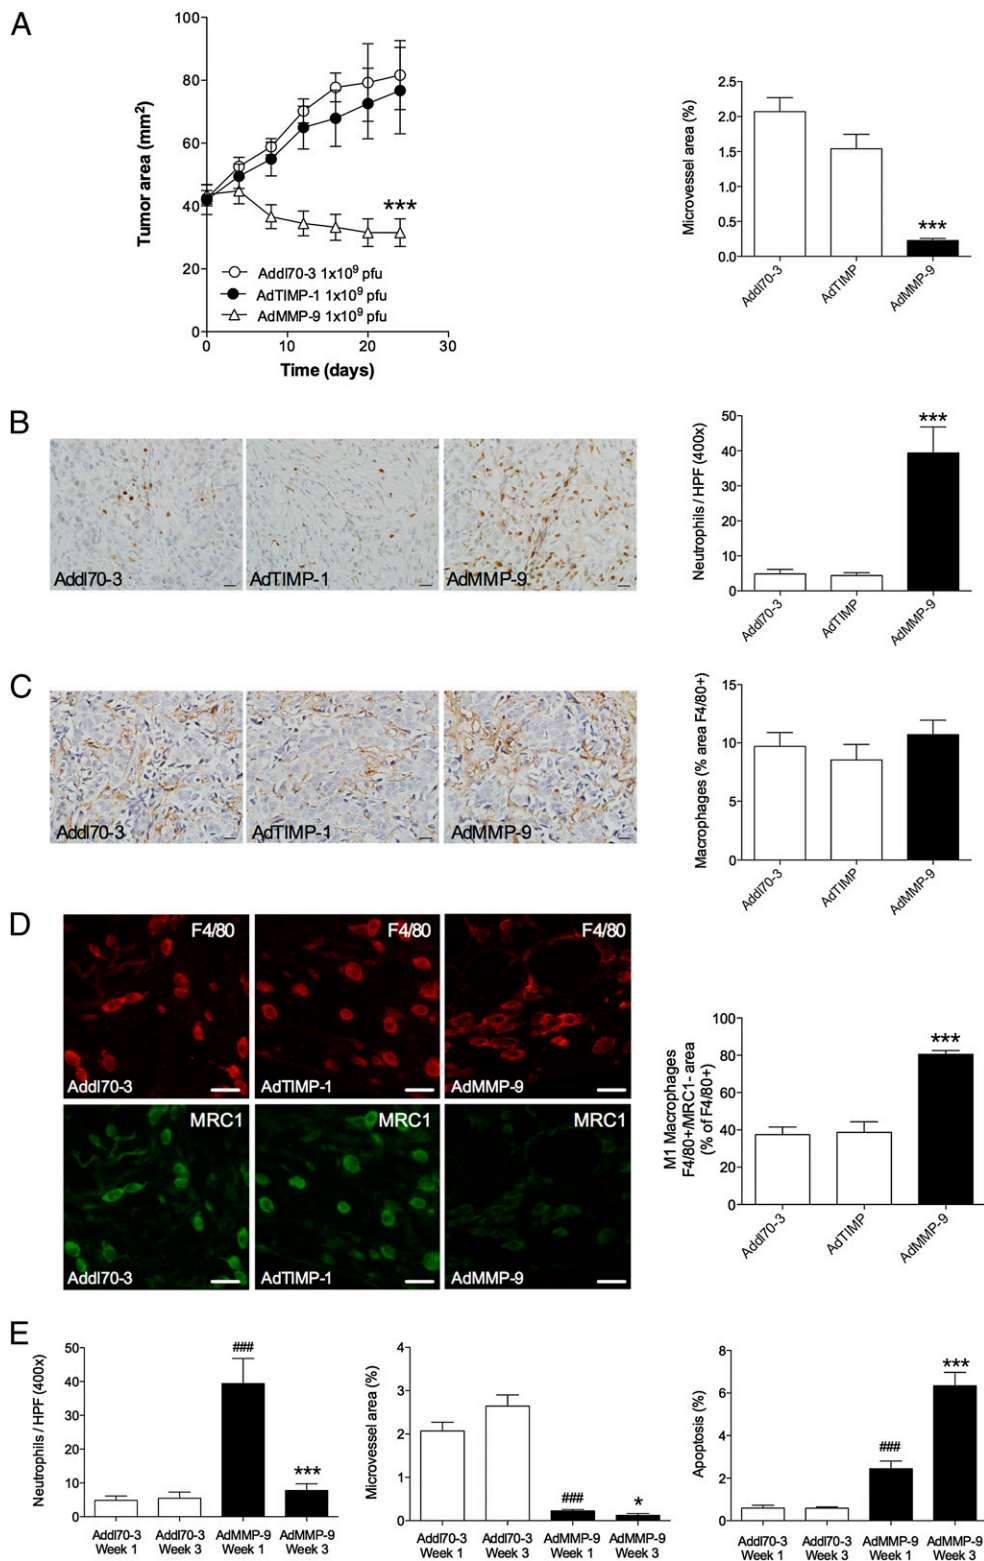 A
Tumor area (mm²)
100
80
60
40
20
0
0 10 20 30
Time (days)
***
Addl70-3 1x10⁹ pfu
AdTIMP-1 1x10⁹ pfu
AdMMP-9 1x10⁹ pfu
Microvessel area (%)
2.5
2.0
1.5
1.0
0.5
0.0
***
Addl70-3
AdTIMP
AdMMP-9
B
Addl70-3
AdTIMP-1
AdMMP-9
Neutrophils / HPF (400x)
50
40
30
20
10
0
***
Addl70-3
AdTIMP
AdMMP-9
C
Addl70-3
AdTIMP-1
AdMMP-9
Macrophages (% area F4/80+)
15
10
5
0
Addl70-3
AdTIMP
AdMMP-9
D
F4/80
Addl70-3
F4/80
AdTIMP-1
F4/80
AdMMP-9
MRC1
Addl70-3
MRC1
AdTIMP-1
MRC1
AdMMP-9
M1 Macrophages
F4/80+/MRC1- area
(% of F4/80+)
100
80
60
40
20
0
***
Addl70-3
AdTIMP
AdMMP-9
E
Neutrophils / HPF (400x)
50
40
30
20
10
0
###
***
Addl70-3 Addl70-3 AdMMP-9 AdMMP-9
Week 1 Week 3 Week 1 Week 3
Microvessel area (%)
4
3
2
1
0
###
*
Addl70-3 Addl70-3 AdMMP-9 AdMMP-9
Week 1 Week 3 Week 1 Week 3
Apoptosis (%)
8
6
4
2
0
###
***
Addl70-3 Addl70-3 AdMMP-9 AdMMP-9
Week 1 Week 3 Week 1 Week 3